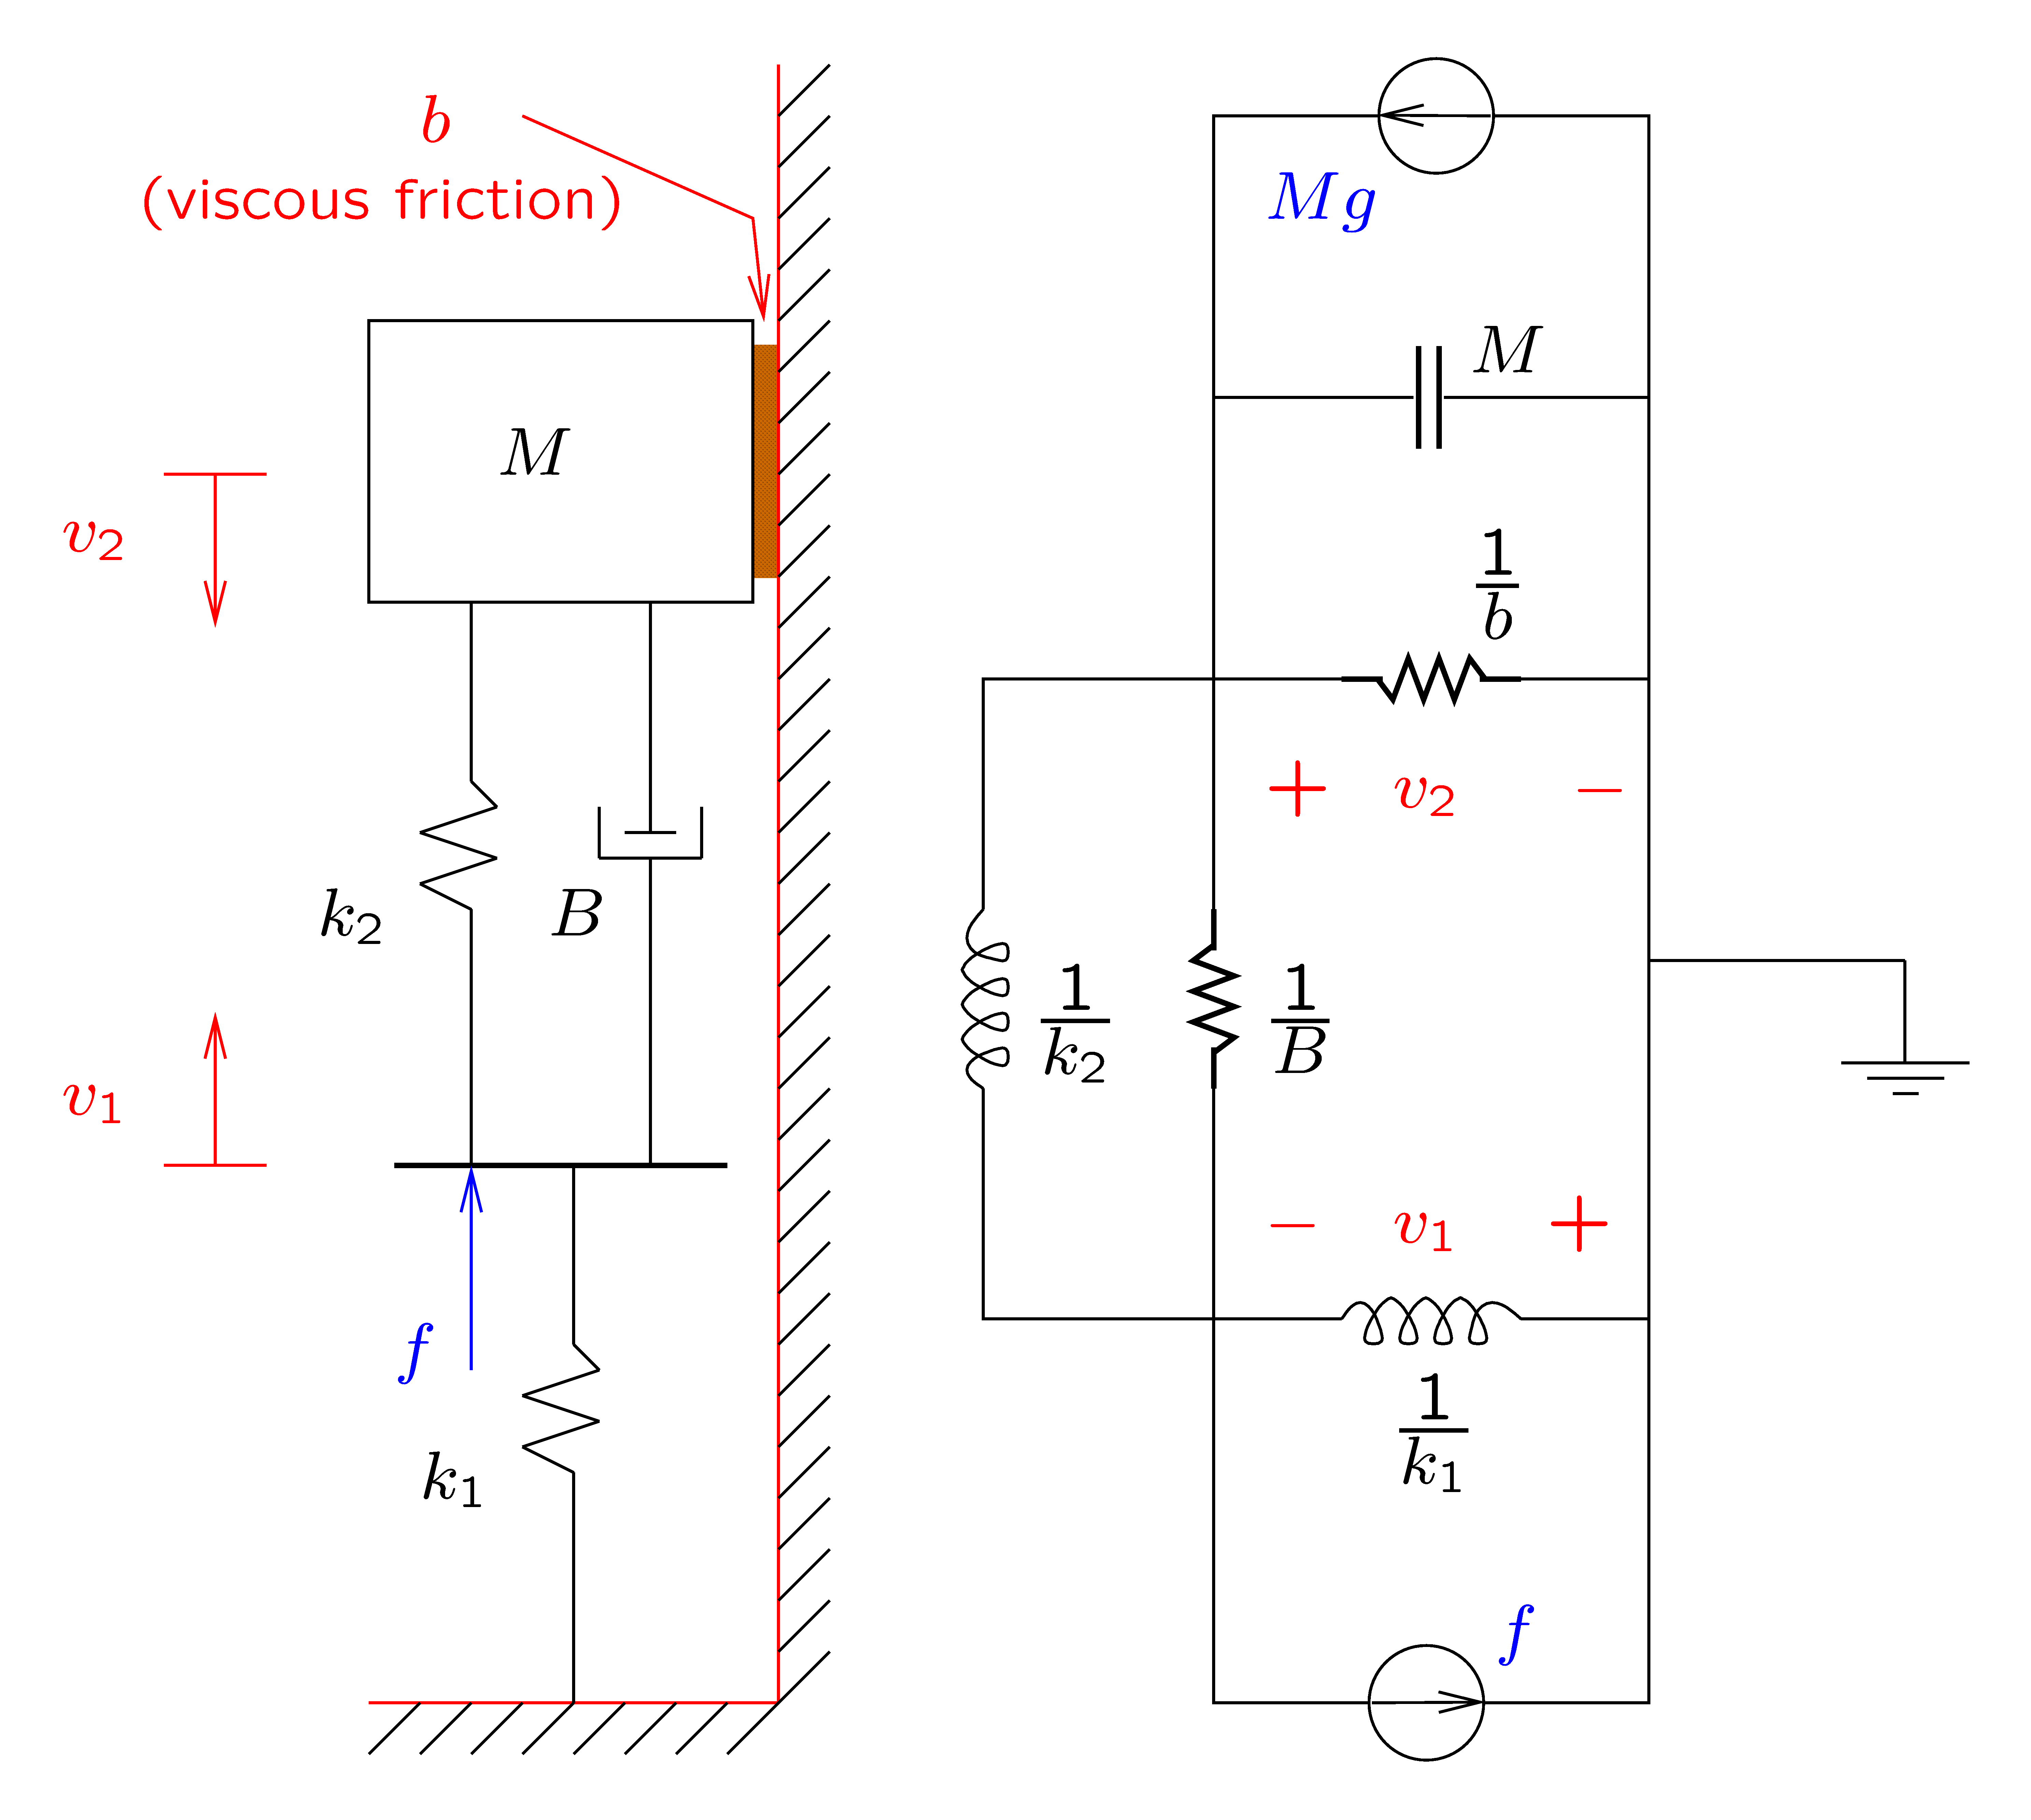 b
(viscous friction)
M
v₂
k₂
B
v₁
f
k₁
Mg
M
1
b
+ v₂ −
1
k₂
1
B
− v₁ +
1
k₁
f